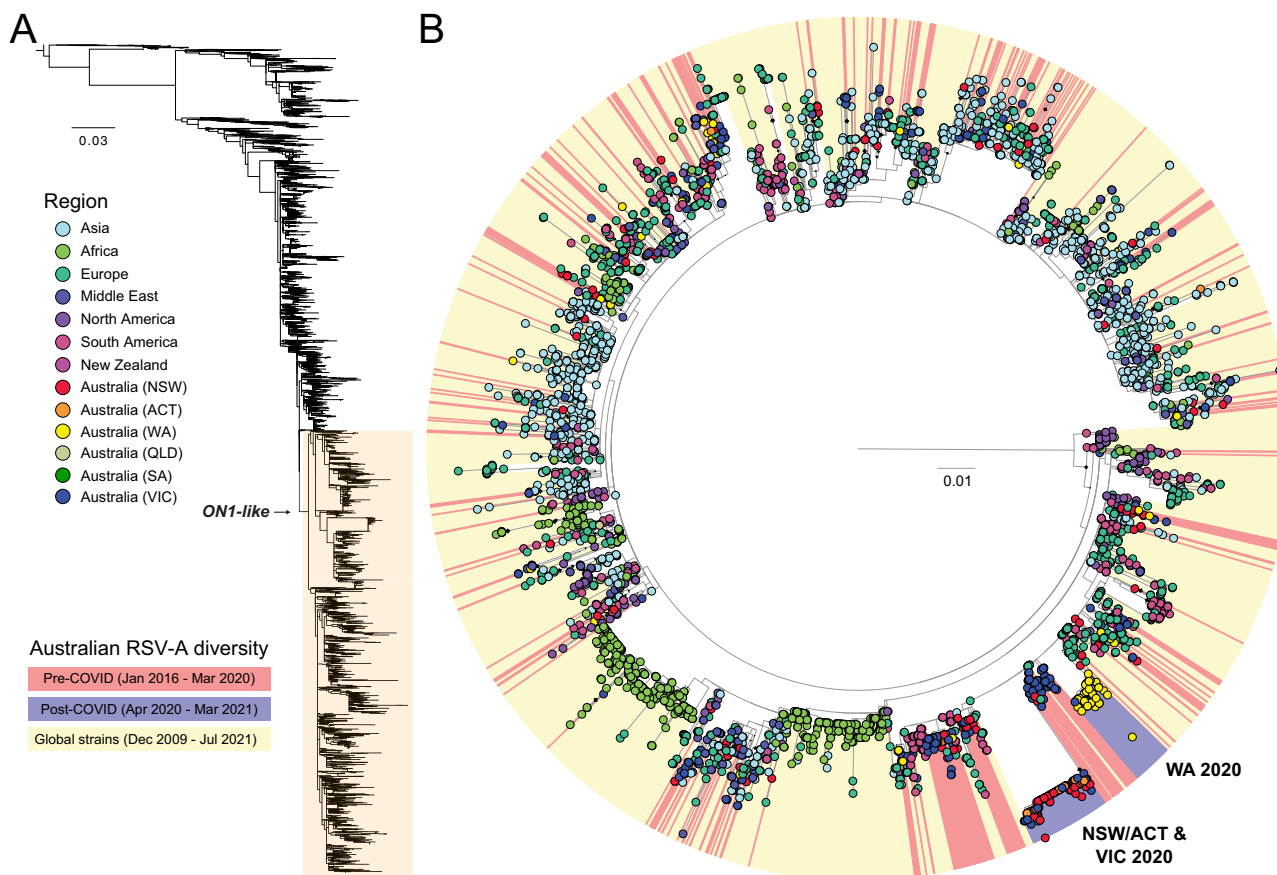 A
B
0.03
Region
Asia
Africa
Europe
Middle East
North America
South America
New Zealand
Australia (NSW)
Australia (ACT)
Australia (WA)
Australia (QLD)
Australia (SA)
Australia (VIC)
ON1-like
Australian RSV-A diversity
Pre-COVID (Jan 2016 - Mar 2020)
Post-COVID (Apr 2020 - Mar 2021)
Global strains (Dec 2009 - Jul 2021)
0.01
WA 2020
NSW/ACT &
VIC 2020